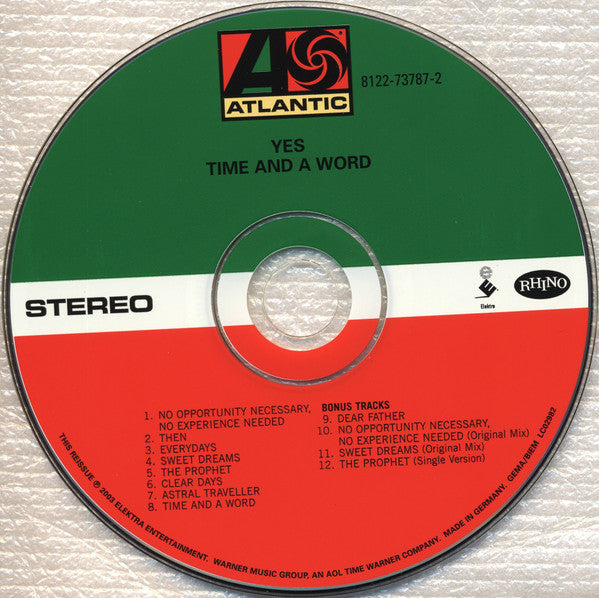 ATLANTIC
8122-73787-2
YES
TIME AND A WORD
STEREO
e
Elektra
RHINO
1. NO OPPORTUNITY NECESSARY,
NO EXPERIENCE NEEDED
2. THEN
3. EVERYDAYS
4. SWEET DREAMS
5. THE PROPHET
6. CLEAR DAYS
7. ASTRAL TRAVELLER
8. TIME AND A WORD
BONUS TRACKS
9. DEAR FATHER
10. NO OPPORTUNITY NECESSARY,
NO EXPERIENCE NEEDED (Original Mix)
11. SWEET DREAMS (Original Mix)
12. THE PROPHET (Single Version)
THIS REISSUE ℗ 2003 ELEKTRA ENTERTAINMENT. WARNER MUSIC GROUP, AN AOL TIME WARNER COMPANY. MADE IN GERMANY. GEMA/BIEM LC02982